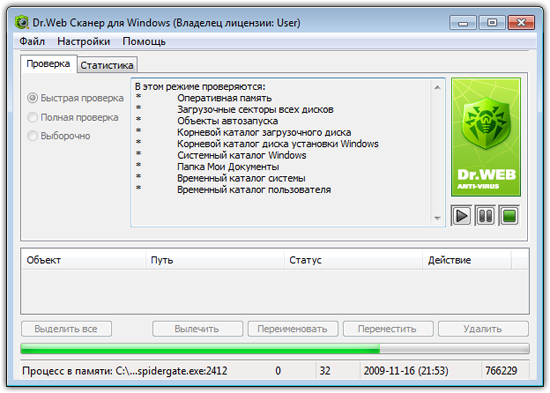 Dr.Web Сканер для Windows (Владелец лицензии: User)
Файл Настройки Помощь
Проверка Статистика
Быстрая проверка
Полная проверка
Выборочно
В этом режиме проверяются:
* Оперативная память
* Загрузочные секторы всех дисков
* Объекты автозапуска
* Корневой каталог загрузочного диска
* Корневой каталог диска установки Windows
* Системный каталог Windows
* Папка Мои Документы
* Временный каталог системы
* Временный каталог пользователя
Dr.WEB
ANTI-VIRUS
Объект Путь Статус Действие
Выделить все Вылечить Переименовать Переместить Удалить
Процесс в памяти: C:\...spidergate.exe:2412 0 32 2009-11-16 (21:53) 766229